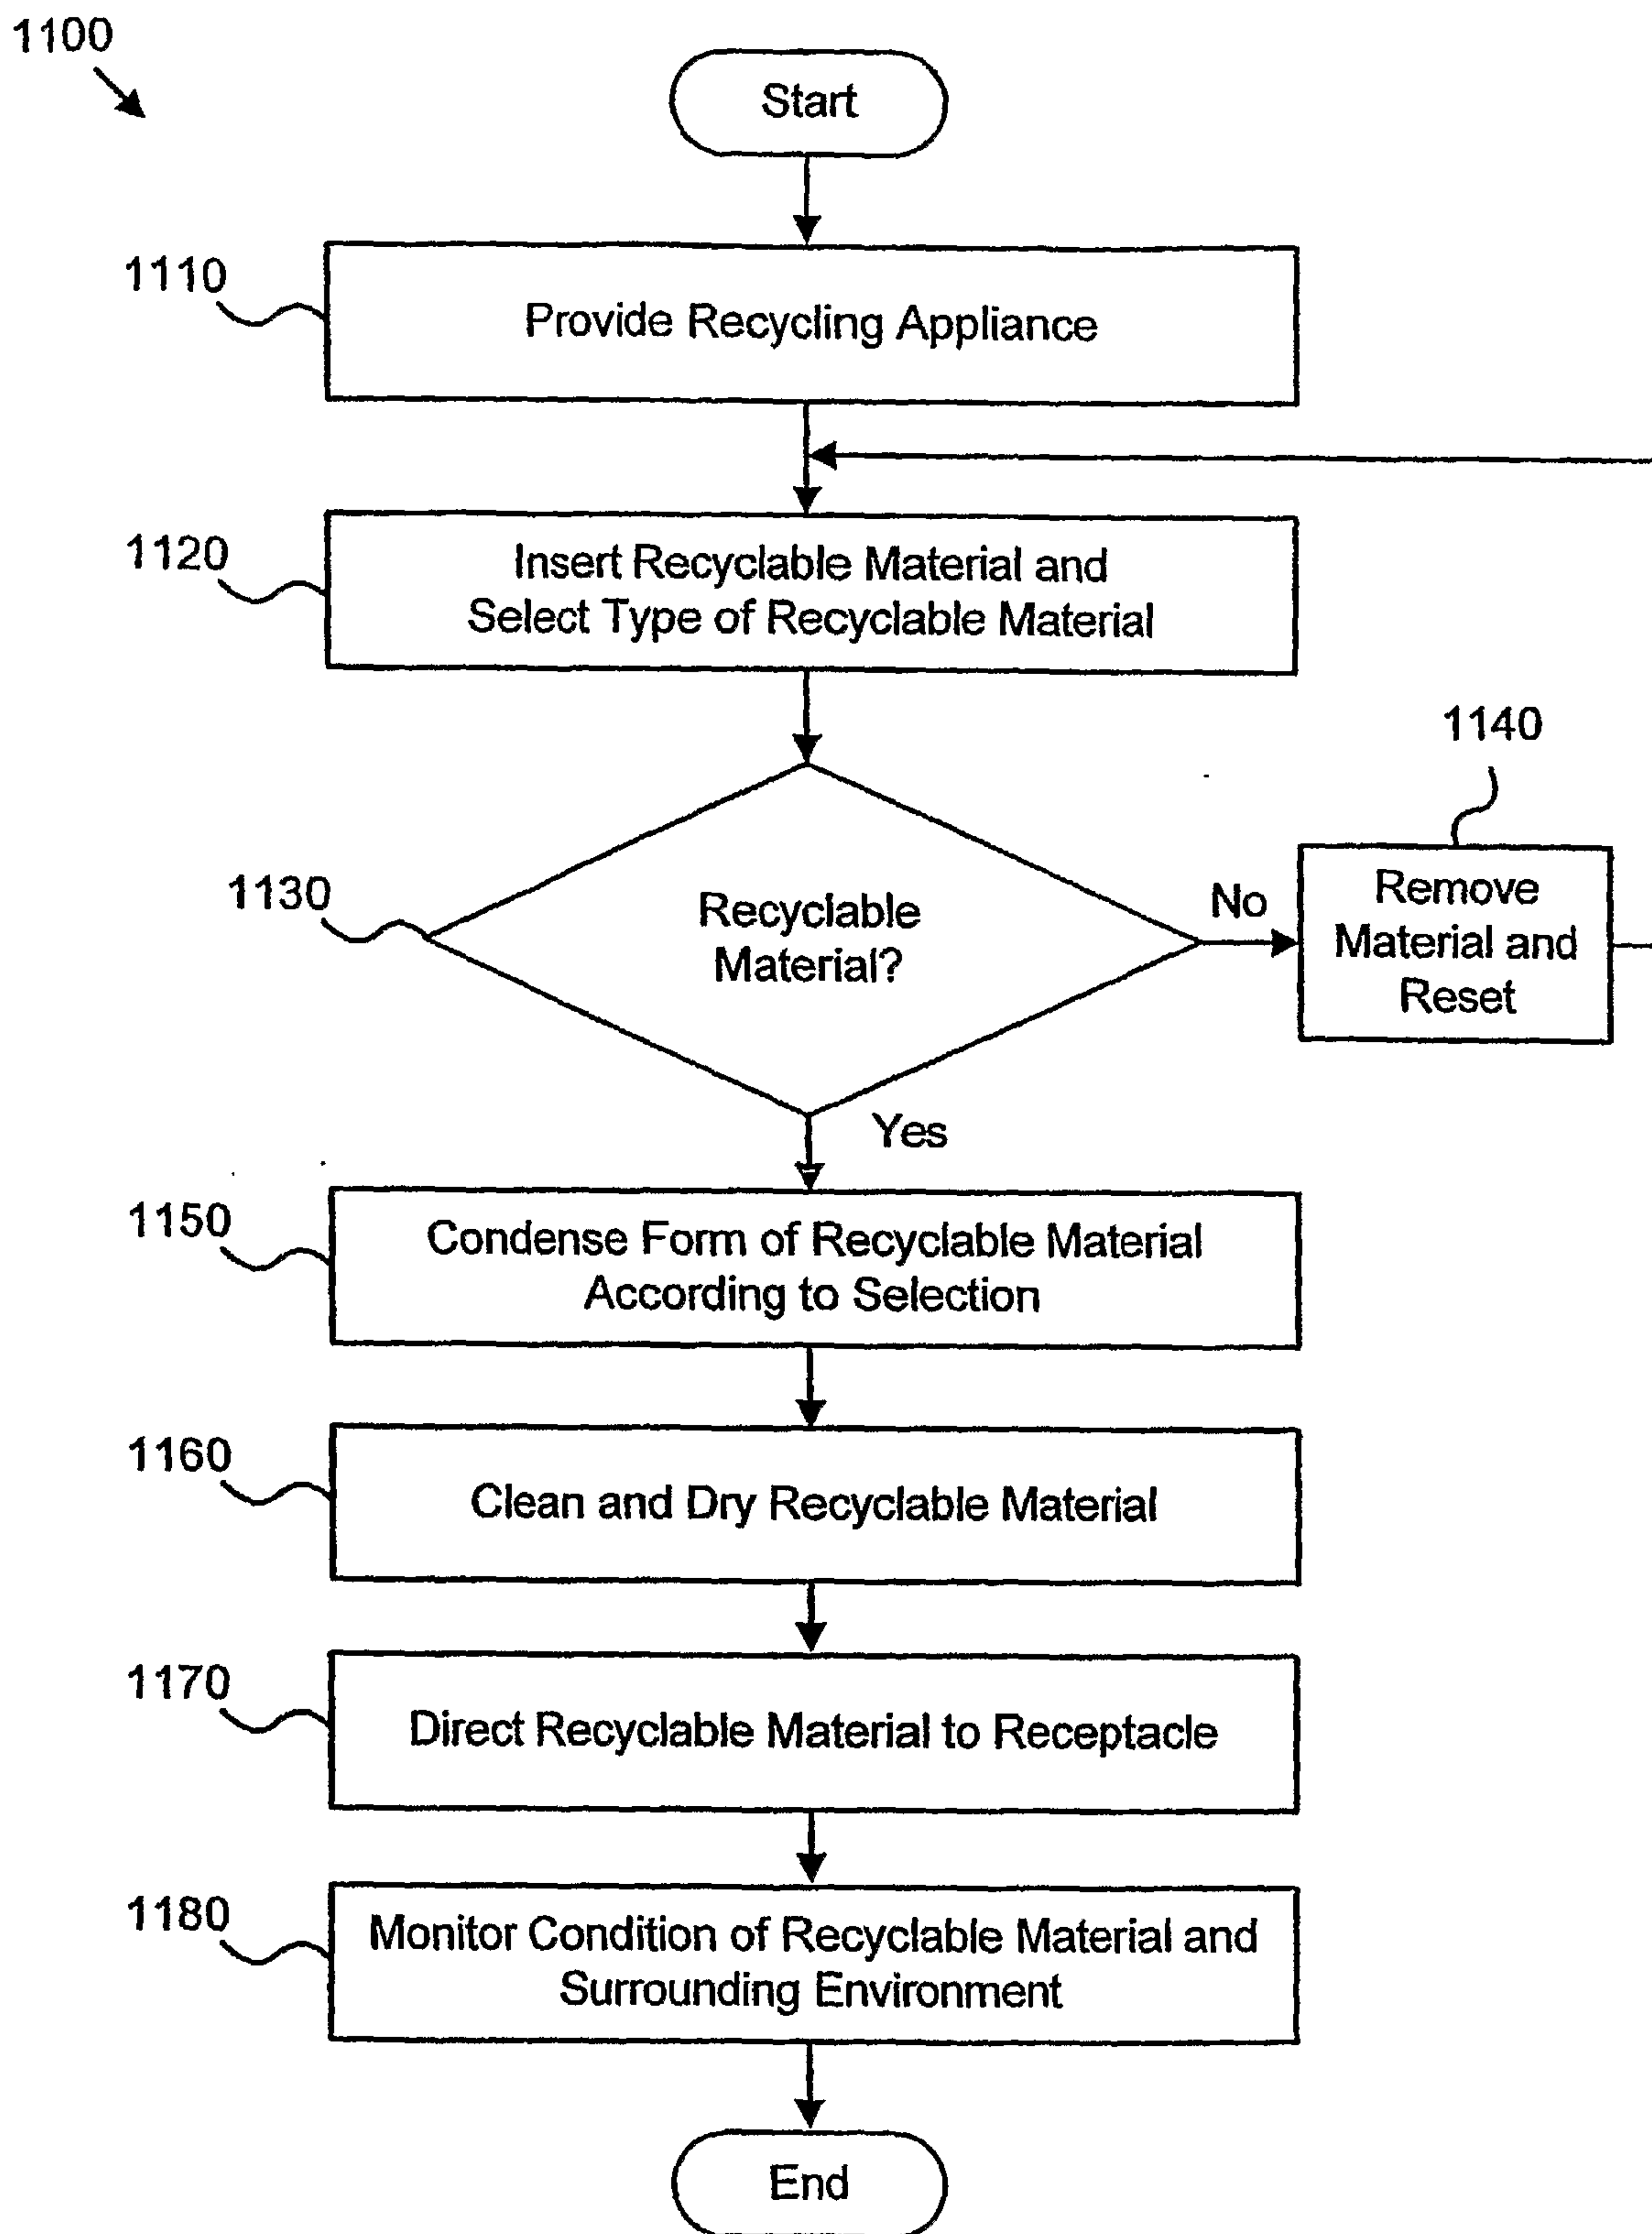 1100
Start
1110
Provide Recycling Appliance
1120
Insert Recyclable Material and
Select Type of Recyclable Material
1130
Recyclable
Material?
No
1140
Remove
Material and
Reset
Yes
1150
Condense Form of Recyclable Material
According to Selection
1160
Clean and Dry Recyclable Material
1170
Direct Recyclable Material to Receptacle
1180
Monitor Condition of Recyclable Material and
Surrounding Environment
End